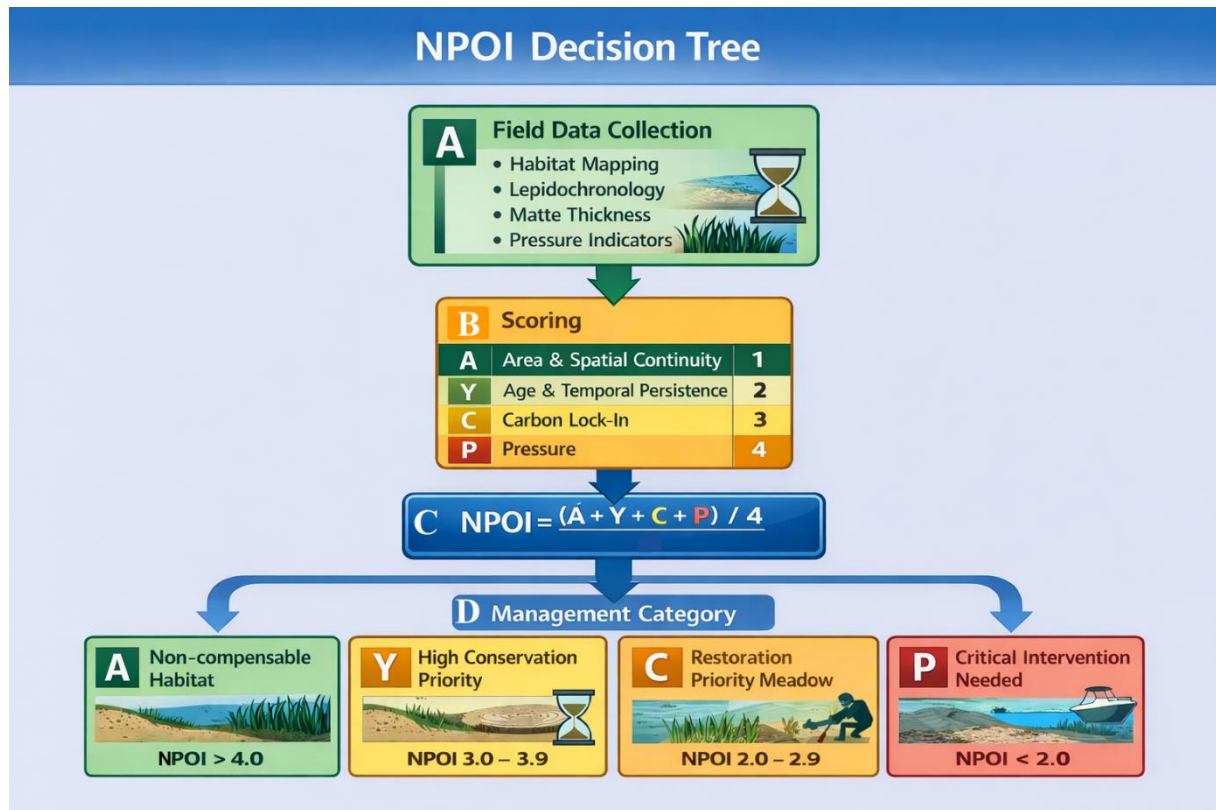 NPOI Decision Tree
A Field Data Collection
• Habitat Mapping
• Lepidochronology
• Matte Thickness
• Pressure Indicators
B Scoring
A Area & Spatial Continuity 1
Y Age & Temporal Persistence 2
C Carbon Lock-In 3
P Pressure 4
C NPOI = (Á + Y + C + P) / 4
D Management Category
A Non-compensable
Habitat
NPOI > 4.0
Y High Conservation
Priority
NPOI 3.0 – 3.9
C Restoration
Priority Meadow
NPOI 2.0 – 2.9
P Critical Intervention
Needed
NPOI < 2.0